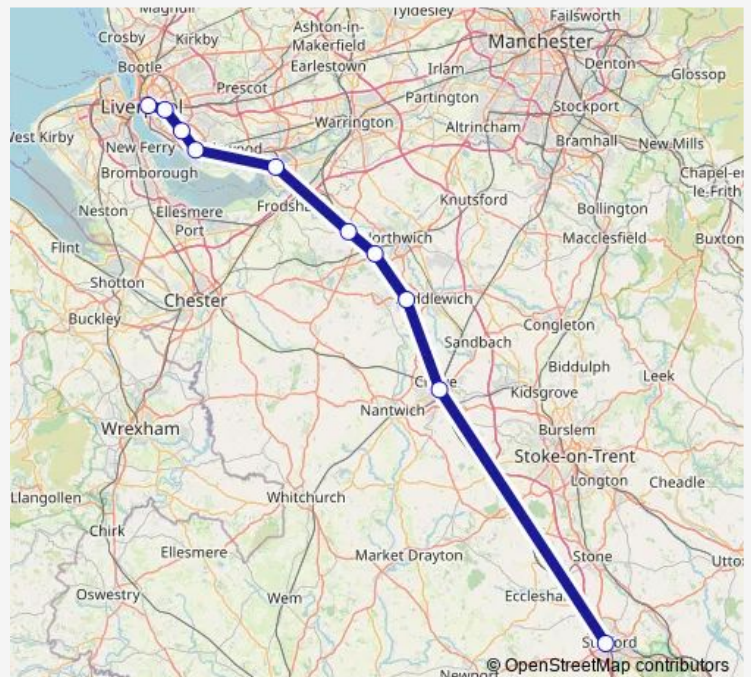 Maghull
Tyldesley
Failsworth
Crosby
Kirkby
Ashton-in-
Makerfield
Manchester
Bootle
Earlestown
Irlam
Denton
Glossop
Prescot
Partington
Stockport
Warrington
Altrincham
West Kirby
New Ferry
Bramhall
New Mills
Bromborough
Chapel-en
le-Frith
Neston
Ellesmere
Port
Knutsford
Bollington
Flint
Macclesfield
Buxton
Shotton
Chester
Buckley
Congleton
Sandbach
Biddulph
Leek
Nantwich
Kidsgrove
Wrexham
Burslem
Stoke-on-Trent
Llangollen
Whitchurch
Longton
Cheadle
Chirk
Ellesmere
Market Drayton
Stone
Oswestry
Wem
© OpenStreetMap contributors